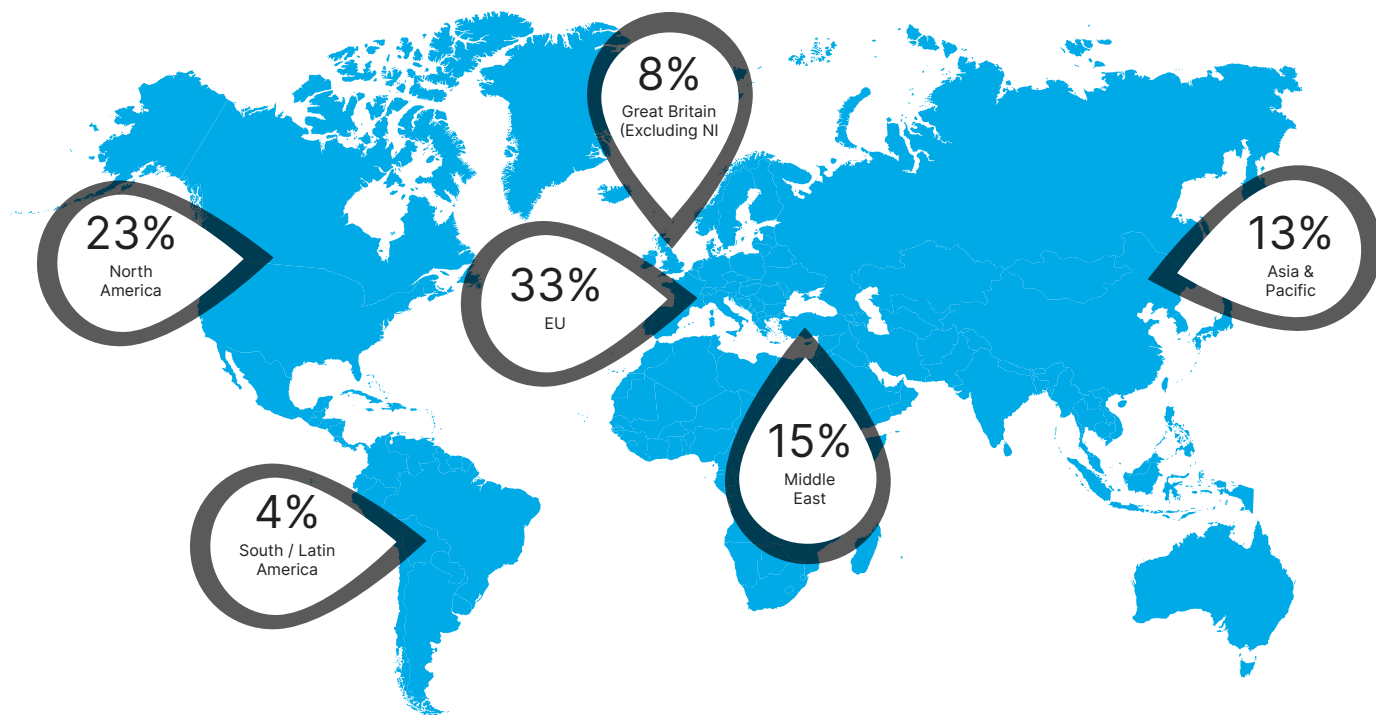 8%
Great Britain
(Excluding NI
23%
North
America
13%
Asia &
Pacific
33%
EU
15%
Middle
East
4%
South / Latin
America